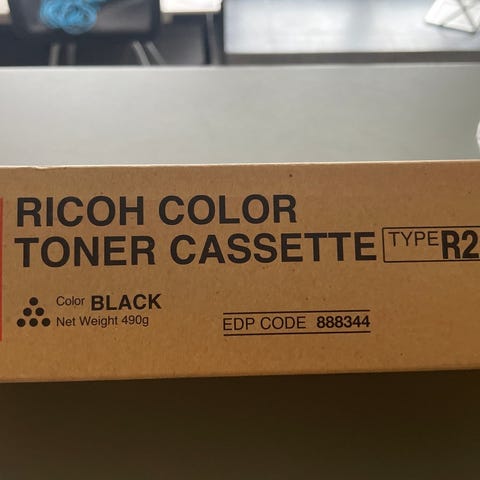 RICOH COLOR
TONER CASSETTE TYPE R2
Color BLACK
Net Weight 490g
EDP CODE 888344